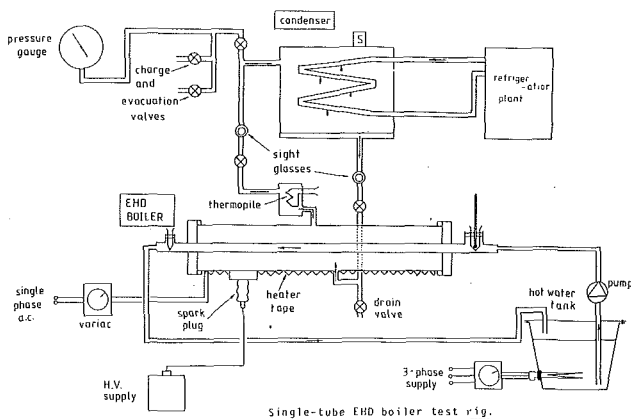 condenser
pressure
gauge
S
charge
and
evacuation
valves
refriger
-ation
plant
sight
glasses
thermopile
EHD
BOILER
single
phase
a.c.
variac
spark
plug
heater
tape
drain
valve
pump
hot water
tank
H.V.
supply
3-phase
supply
Single-tube EHD boiler test rig.